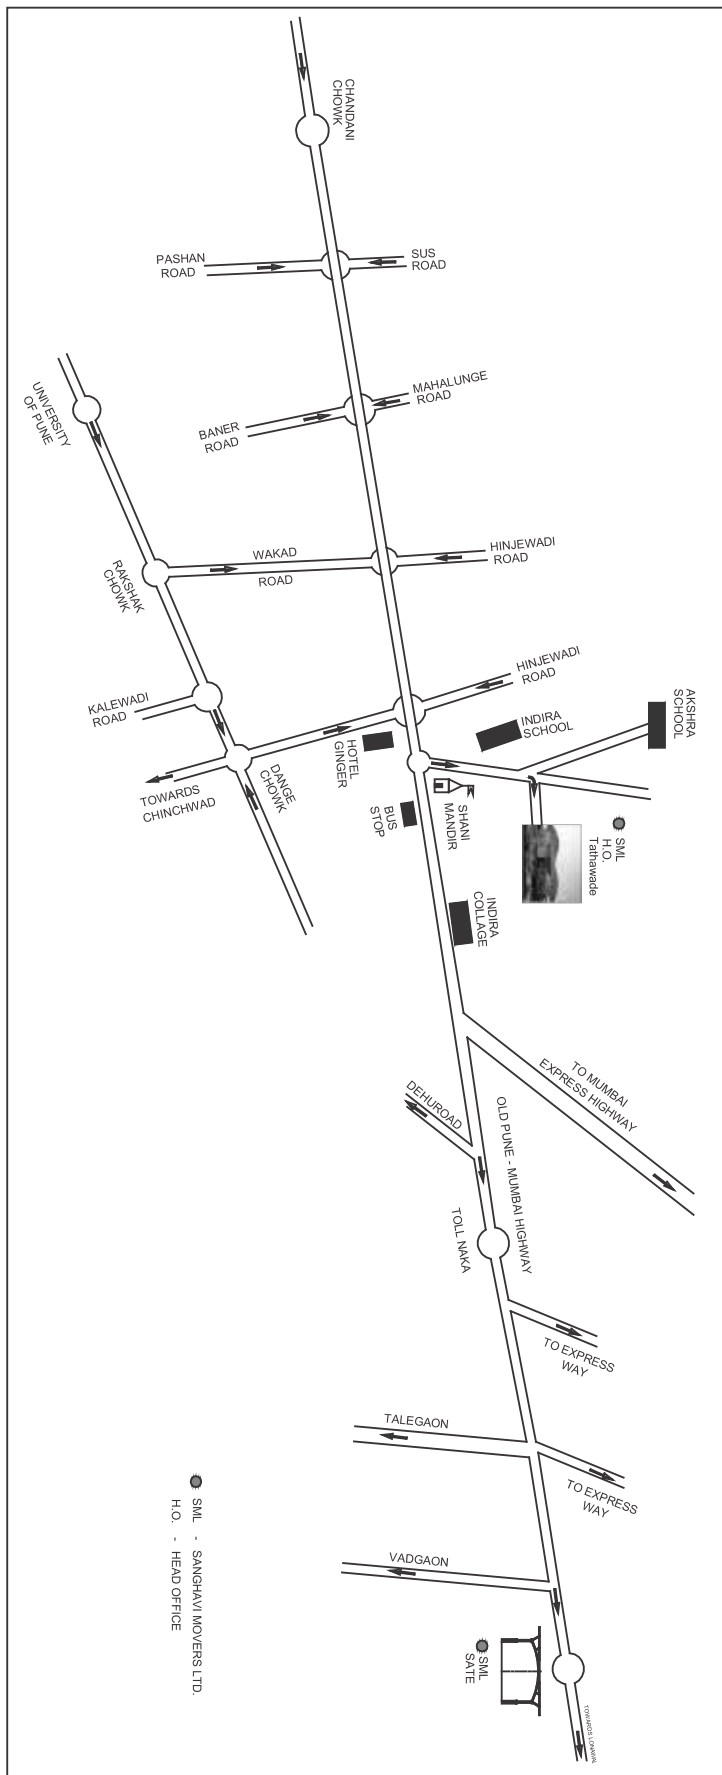 CHANDANI
CHOWK
PASHAN
ROAD
SUS
ROAD
MAHALUNGE
ROAD
BANER
ROAD
UNIVERSITY
OF PUNE
WAKAD
ROAD
HINJEWADI
ROAD
RAKSHAK
CHOWK
KALEWADI
ROAD
HINJEWADI
ROAD
AKSHRA
SCHOOL
INDIRA
SCHOOL
HOTEL
GINGER
DANGE
CHOWK
TOWARDS
CHINCHWAD
BUS
STOP
SHANI
MANDIR
SML
H.O.
Tathawade
INDIRA
COLLAGE
TO MUMBAI
EXPRESS HIGHWAY
DEHUROAD
OLD PUNE - MUMBAI HIGHWAY
TOLL NAKA
TO EXPRESS
WAY
TALEGAON
TO EXPRESS
WAY
VADGAON
SML
SATE
TOWARDS
SML - SANGHAVI MOVERS LTD.
H.O. - HEAD OFFICE